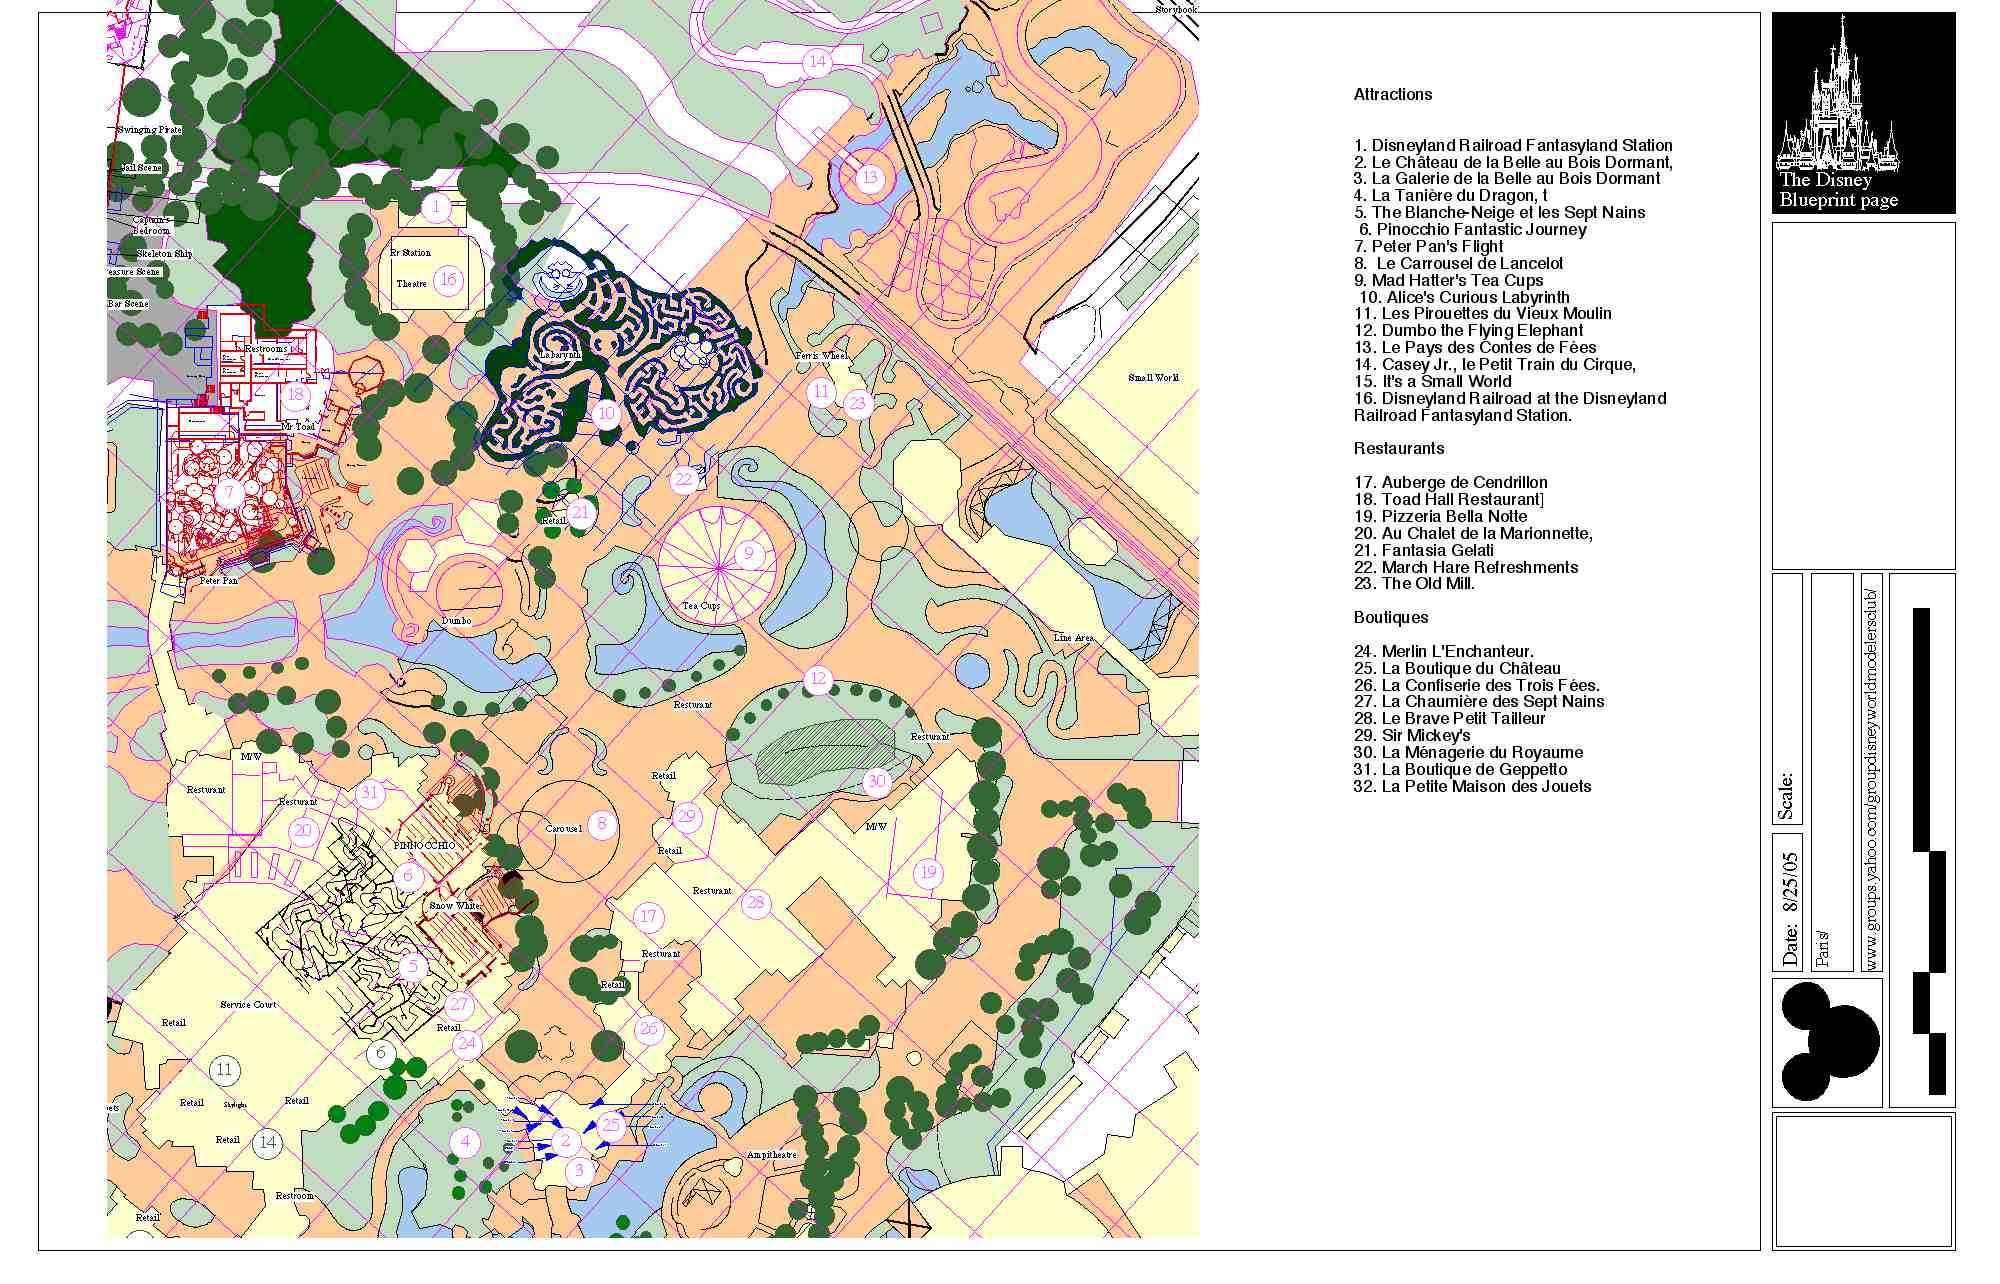 Storybook
14
Swinging Pirate
Jail Scene
13
1
Captain's
Bedroom
Rr Station
Skeleton Ship
easure Scene
Theatre
16
Bar Scene
Restrooms
Labarynth
Ferris Wheel
Small World
18
11
23
10
Mr Toad
22
7
21
Retail
9
Peter Pan
Tea Cups
Dumbo
Line Area
12
Resturant
Resturant
M/W
Retail
Resturant
31
30
Resturant
29
M/W
20
Carousel
8
PINNOCCHIO
Retail
6
19
Resturant
Snow White
28
17
Resturant
5
Retail
Service Court
27
Retail
Retail
26
24
6
11
Retail
Skylight
Retail
ets
25
Retail
14
4
2
Ampitheatre
3
Restroom
Retail
Attractions
1. Disneyland Railroad Fantasyland Station
2. Le Château de la Belle au Bois Dormant,
3. La Galerie de la Belle au Bois Dormant
4. La Tanière du Dragon, t
5. The Blanche-Neige et les Sept Nains
6. Pinocchio Fantastic Journey
7. Peter Pan's Flight
8. Le Carrousel de Lancelot
9. Mad Hatter's Tea Cups
10. Alice's Curious Labyrinth
11. Les Pirouettes du Vieux Moulin
12. Dumbo the Flying Elephant
13. Le Pays des Contes de Fées
14. Casey Jr., le Petit Train du Cirque,
15. It's a Small World
16. Disneyland Railroad at the Disneyland
Railroad Fantasyland Station.
Restaurants
17. Auberge de Cendrillon
18. Toad Hall Restaurant]
19. Pizzeria Bella Notte
20. Au Chalet de la Marionnette,
21. Fantasia Gelati
22. March Hare Refreshments
23. The Old Mill.
Boutiques
24. Merlin L'Enchanteur.
25. La Boutique du Château
26. La Confiserie des Trois Fées.
27. La Chaumière des Sept Nains
28. Le Brave Petit Tailleur
29. Sir Mickey's
30. La Ménagerie du Royaume
31. La Boutique de Geppetto
32. La Petite Maison des Jouets
The Disney
Blueprint page
Scale:
Date: 8/25/05
Paris/
www.groups.yahoo.com/groupdisneyworldmodelersclub/